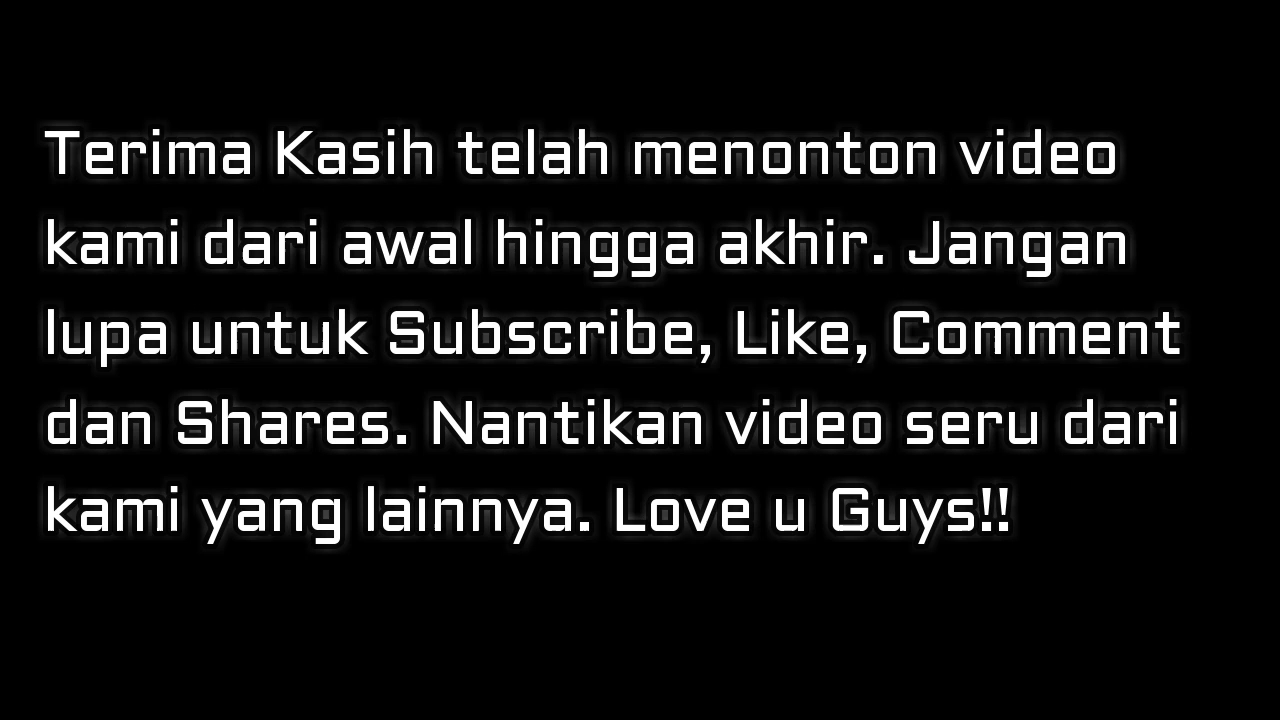 Terima Kasih telah menonton video
kami dari awal hingga akhir. Jangan
lupa untuk Subscribe, Like, Comment
dan Shares. Nantikan video seru dari
kami yang lainnya. Love u Guys!!